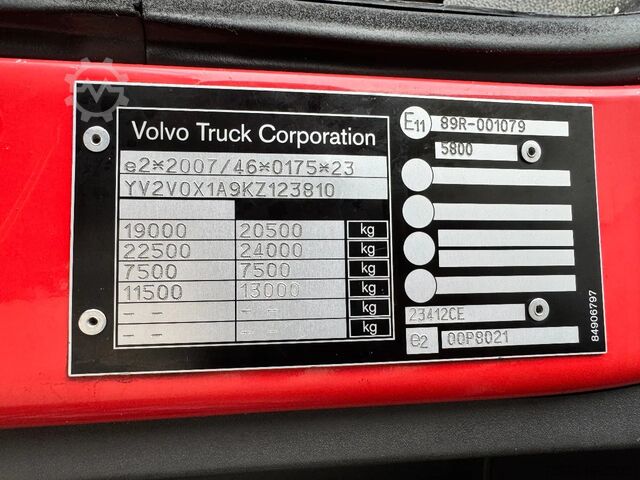 Volvo Truck Corporation
e2*2007/46*0175*23
YV2V0X1A9KZ123810
19000 20500 kg
22500 24000 kg
7500 7500 kg
11500 13000 kg
-- -- kg
-- -- kg
E11 89R-001079
5800
23412CE
e2 00P8021
84906797